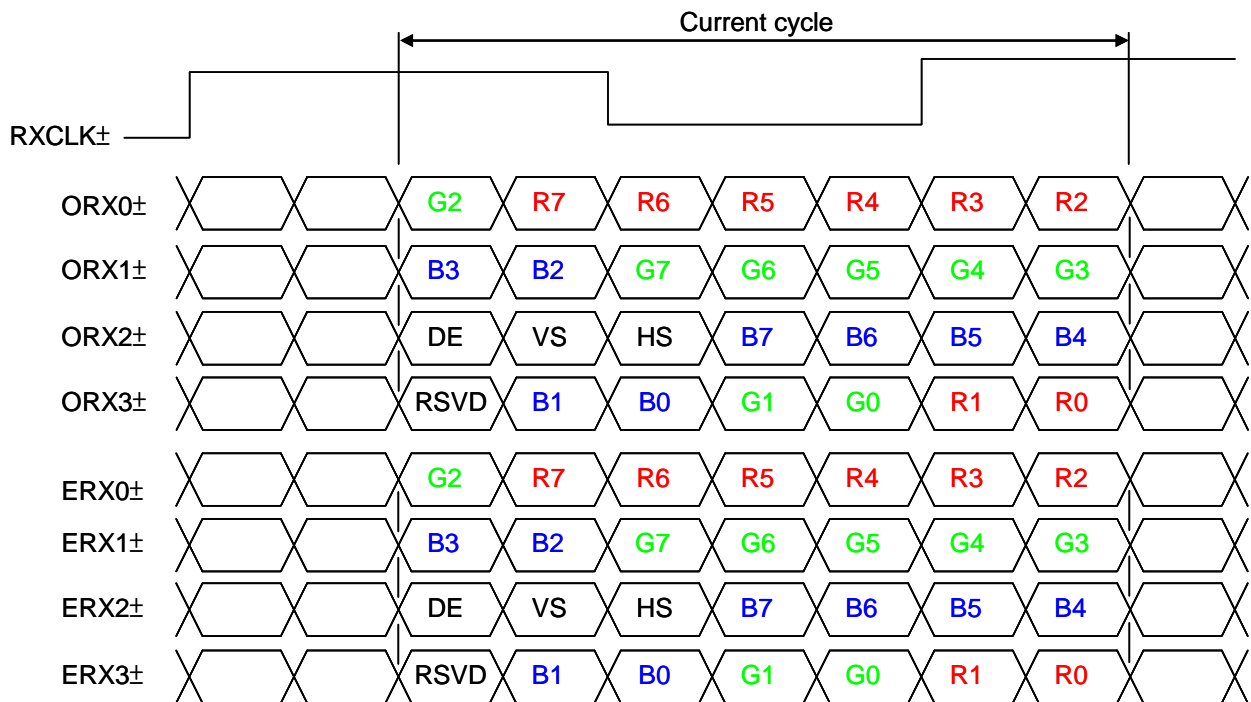 Current cycle
RXCLK±
ORX0± G2 R7 R6 R5 R4 R3 R2
ORX1± B3 B2 G7 G6 G5 G4 G3
ORX2± DE VS HS B7 B6 B5 B4
ORX3± RSVD B1 B0 G1 G0 R1 R0
ERX0± G2 R7 R6 R5 R4 R3 R2
ERX1± B3 B2 G7 G6 G5 G4 G3
ERX2± DE VS HS B7 B6 B5 B4
ERX3± RSVD B1 B0 G1 G0 R1 R0